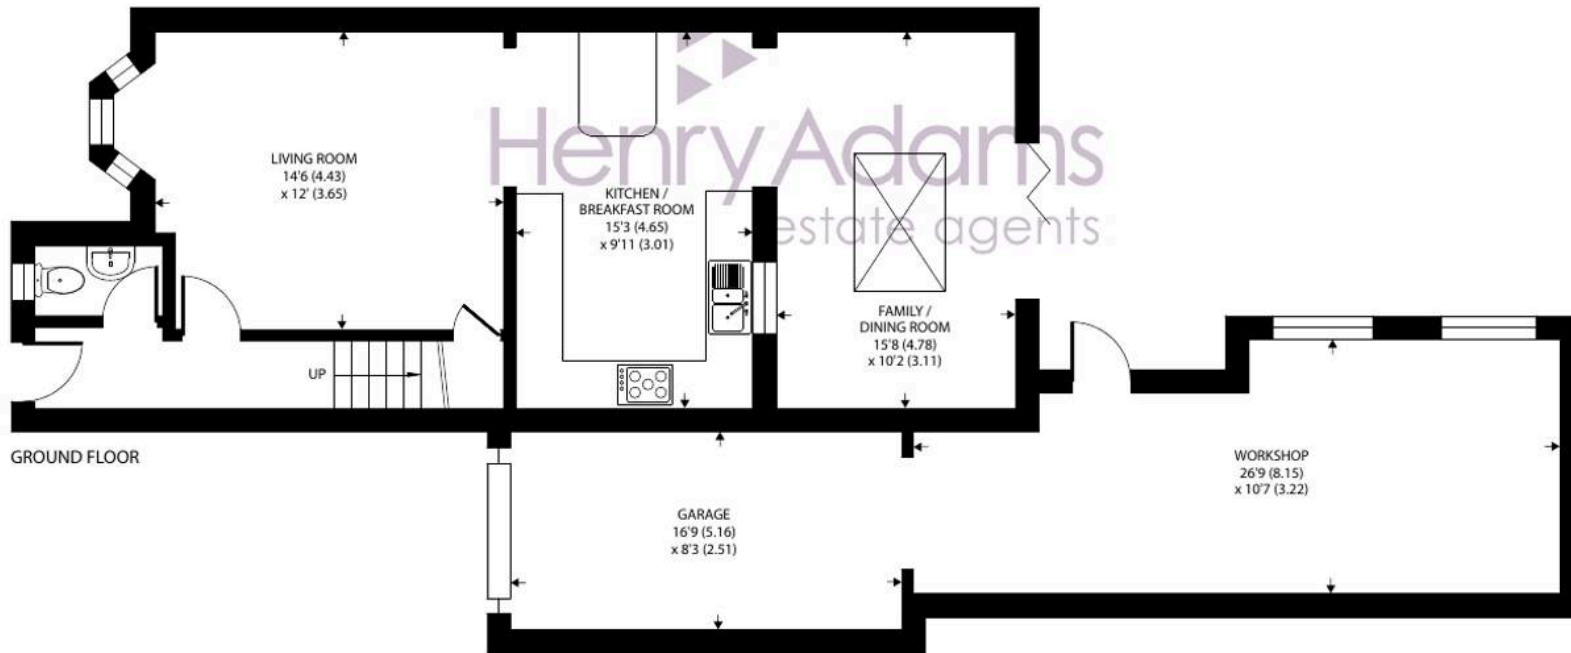 LIVING ROOM
14'6 (4.43)
x 12' (3.65)
HenryAdams
estate agents
KITCHEN /
BREAKFAST ROOM
15'3 (4.65)
x 9'11 (3.01)
FAMILY /
DINING ROOM
15'8 (4.78)
x 10'2 (3.11)
UP
GROUND FLOOR
GARAGE
16'9 (5.16)
x 8'3 (2.51)
WORKSHOP
26'9 (8.15)
x 10'7 (3.22)